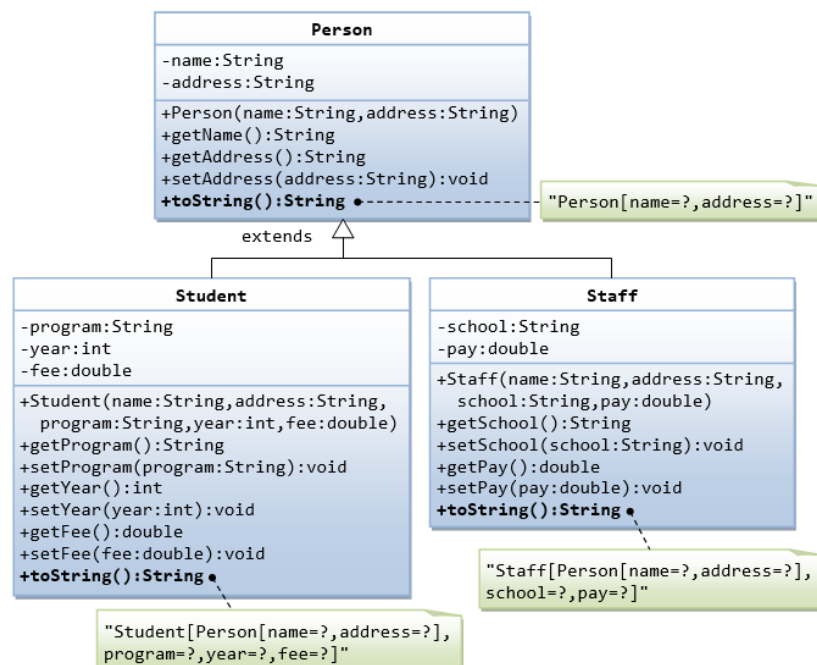 Person
-name:String
-address:String
+Person(name:String,address:String)
+getName():String
+getAddress():String
+setAddress(address:String):void
+toString():String
"Person[name=?,address=?]"
extends
Student
-program:String
-year:int
-fee:double
+Student(name:String,address:String,
program:String,year:int,fee:double)
+getProgram():String
+setProgram(program:String):void
+getYear():int
+setYear(year:int):void
+getFee():double
+setFee(fee:double):void
+toString():String
"Student[Person[name=?,address=?],
program=?,year=?,fee=?]"
Staff
-school:String
-pay:double
+Staff(name:String,address:String,
school:String,pay:double)
+getSchool():String
+setSchool(school:String):void
+getPay():double
+setPay(pay:double):void
+toString():String
"Staff[Person[name=?,address=?],
school=?,pay=?]"